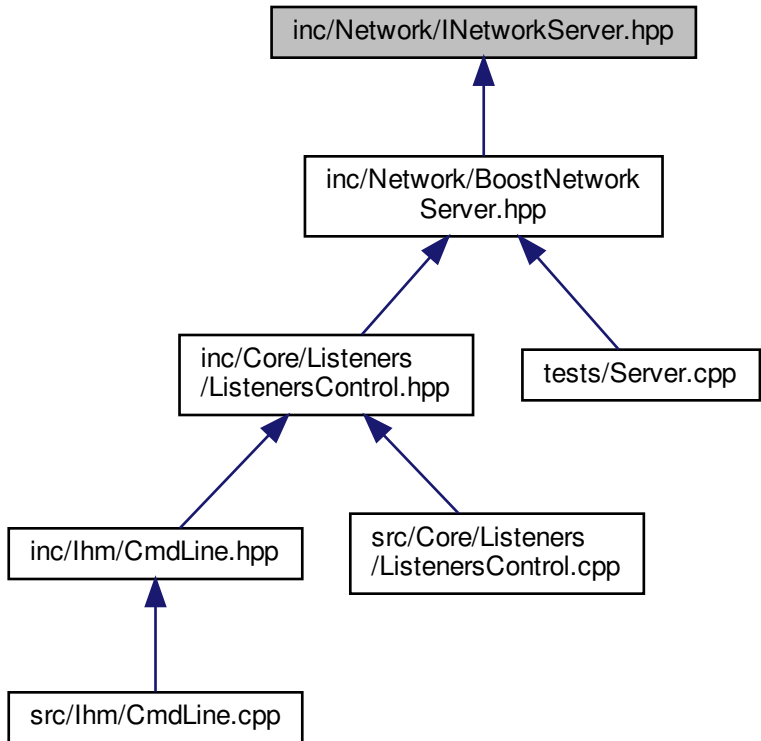 inc/Network/INetworkServer.hpp
inc/Network/BoostNetwork
Server.hpp
inc/Core/Listeners
/ListenersControl.hpp
tests/Server.cpp
inc/Ihm/CmdLine.hpp
src/Core/Listeners
/ListenersControl.cpp
src/Ihm/CmdLine.cpp